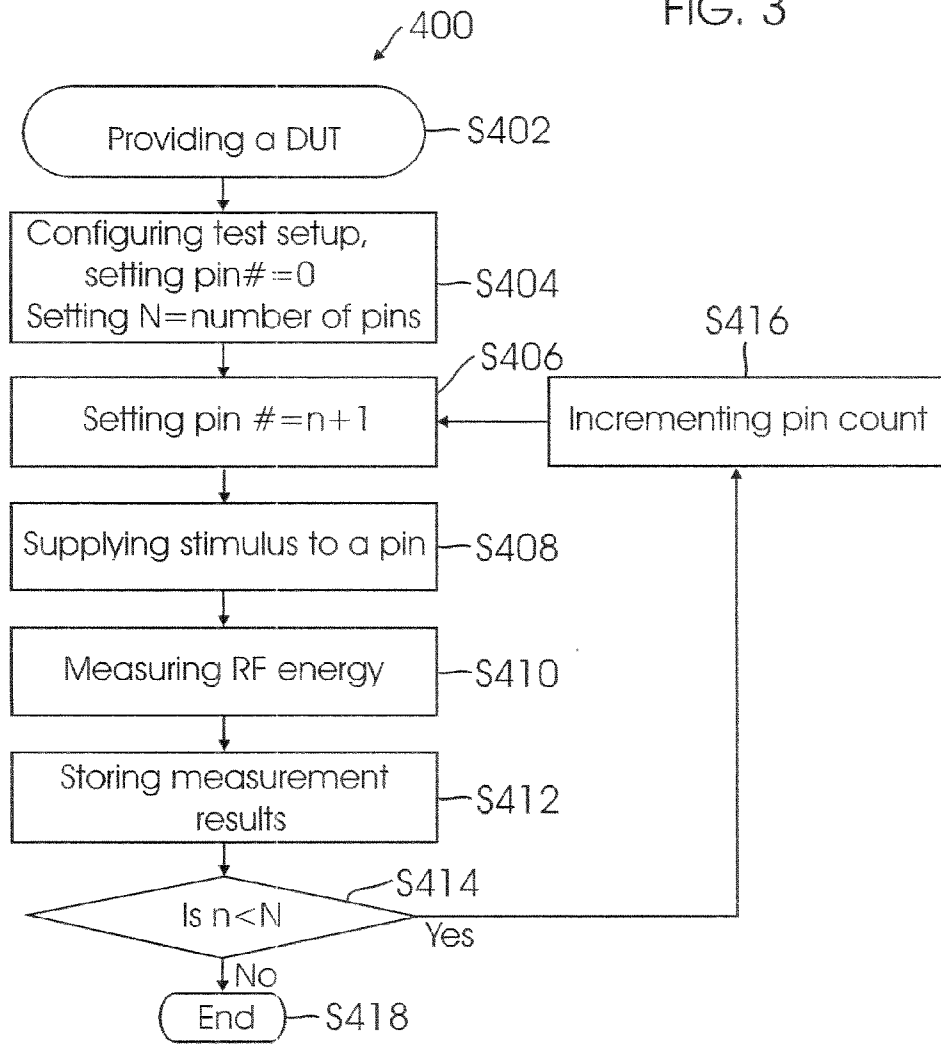 FIG. 3
400
Providing a DUT
S402
Configuring test setup,
setting pin#=0
Setting N=number of pins
S404
S406
Setting pin #=n+1
S416
Incrementing pin count
Supplying stimulus to a pin
S408
Measuring RF energy
S410
Storing measurement
results
S412
Is n<N
S414
Yes
No
End
S418